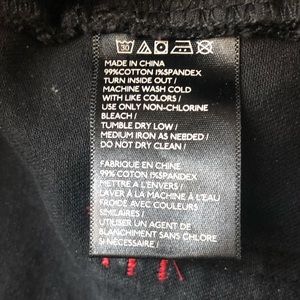 MADE IN CHINA
99%COTTON 1%SPANDEX
TURN INSIDE OUT /
MACHINE WASH COLD
WITH LIKE COLORS /
USE ONLY NON-CHLORINE
BLEACH /
TUMBLE DRY LOW /
MEDIUM IRON AS NEEDED /
DO NOT DRY CLEAN /
FABRIQUE EN CHINE
99% COTON 1%SPANDEX
METTRE A L'ENVERS /
LAVER À LA MACHINE À L'EAU
FROIDE AVEC COULEURS
SIMILAIRES /
UTILISER UN AGENT DE
BLANCHIMENT SANS CHLORE
SI NÉCESSAIRE /